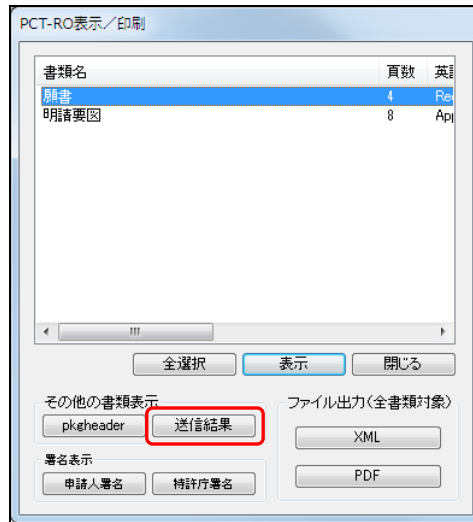 PCT-RO表示／印刷
書類名 頁数 英
願書 4 Re
明請要図 8 App
全選択 表示 閉じる
その他の書類表示 ファイル出力(全書類対象)
pkgheader 送信結果 XML
署名表示
申請人署名 特許庁署名 PDF